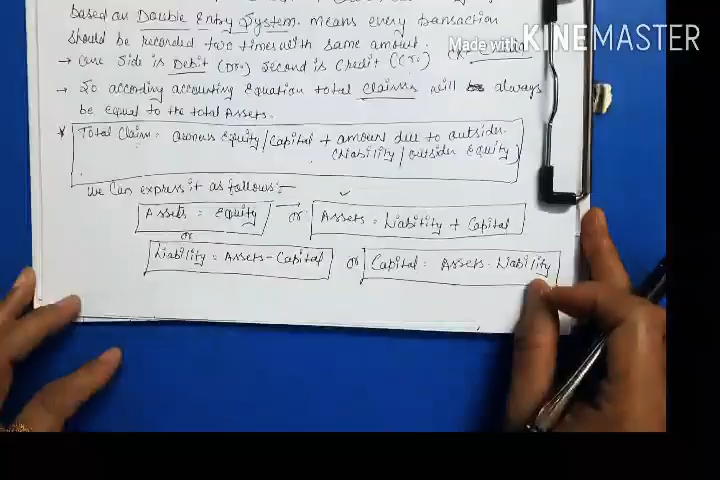 based on Double Entry System. means every transaction
should be recorded two times with same amount.
Made with KINEMASTER
→ One side is Debit (Dr.) Second is Credit (Cr.)
→ So according accounting Equation total claims will always
be equal to the total Assets.
* Total Claim = owners Equity/Capital + amount due to outsider.
(Liability/outsider Equity)
We can express it as follows:-
Assets = Equity → or Assets = Liability + Capital
or
Liability = Assets - Capital or Capital = Assets - Liability